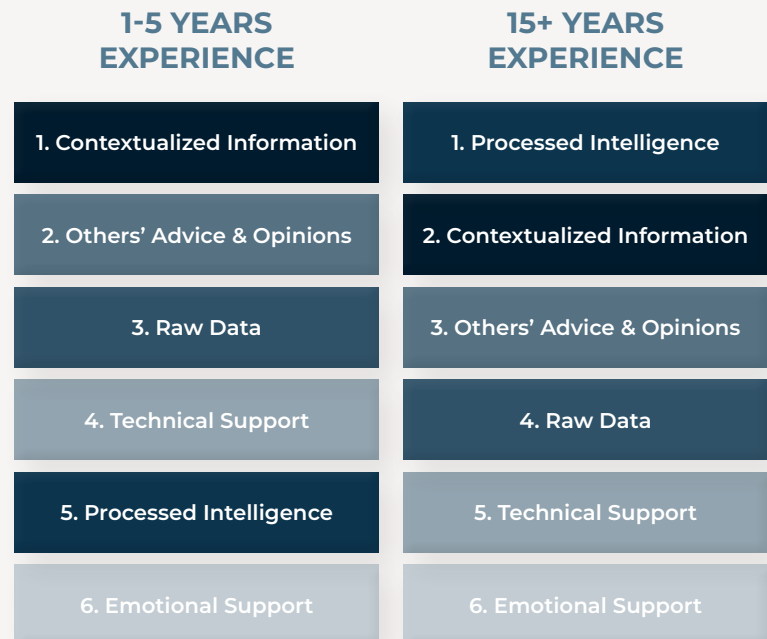 1-5 YEARS
EXPERIENCE
1. Contextualized Information
2. Others’ Advice & Opinions
3. Raw Data
4. Technical Support
5. Processed Intelligence
6. Emotional Support
15+ YEARS
EXPERIENCE
1. Processed Intelligence
2. Contextualized Information
3. Others’ Advice & Opinions
4. Raw Data
5. Technical Support
6. Emotional Support